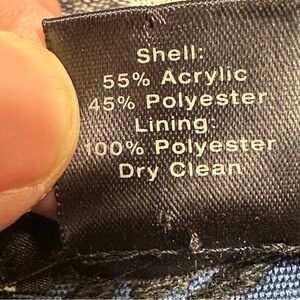 Shell:
55% Acrylic
45% Polyester
Lining:
100% Polyester
Dry Clean